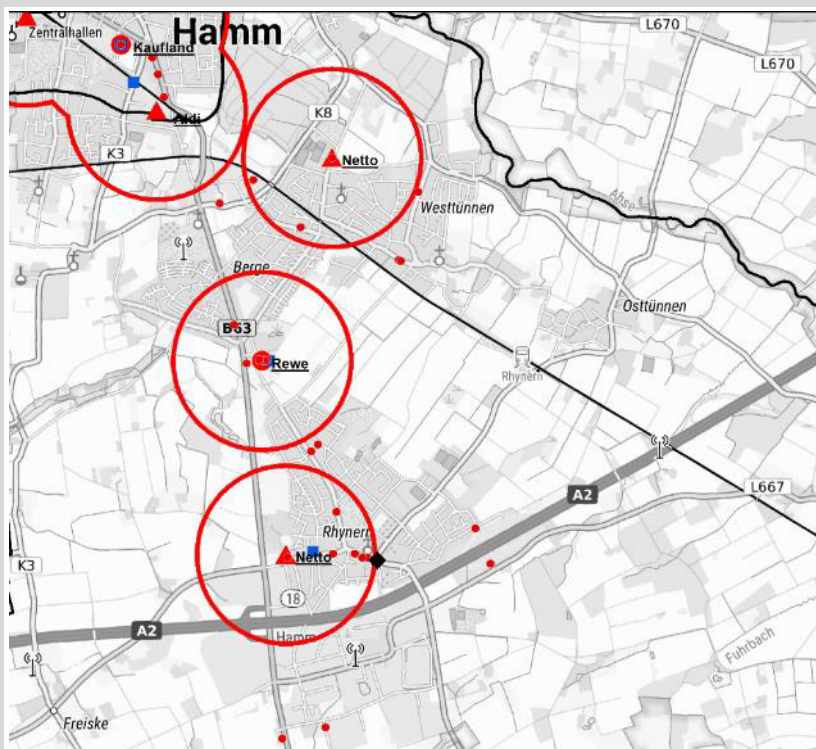 Hamm
L670
Zentralhallen
Kaufland
L670
K8
Aldi
K3
Netto
Ahse
Westtünnen
Berge
Osttünnen
B63
Rewe
Rhynern
L667
A2
Rhynern
Netto
K3
18
A2
Hamm
Fuhrbach
Freiske